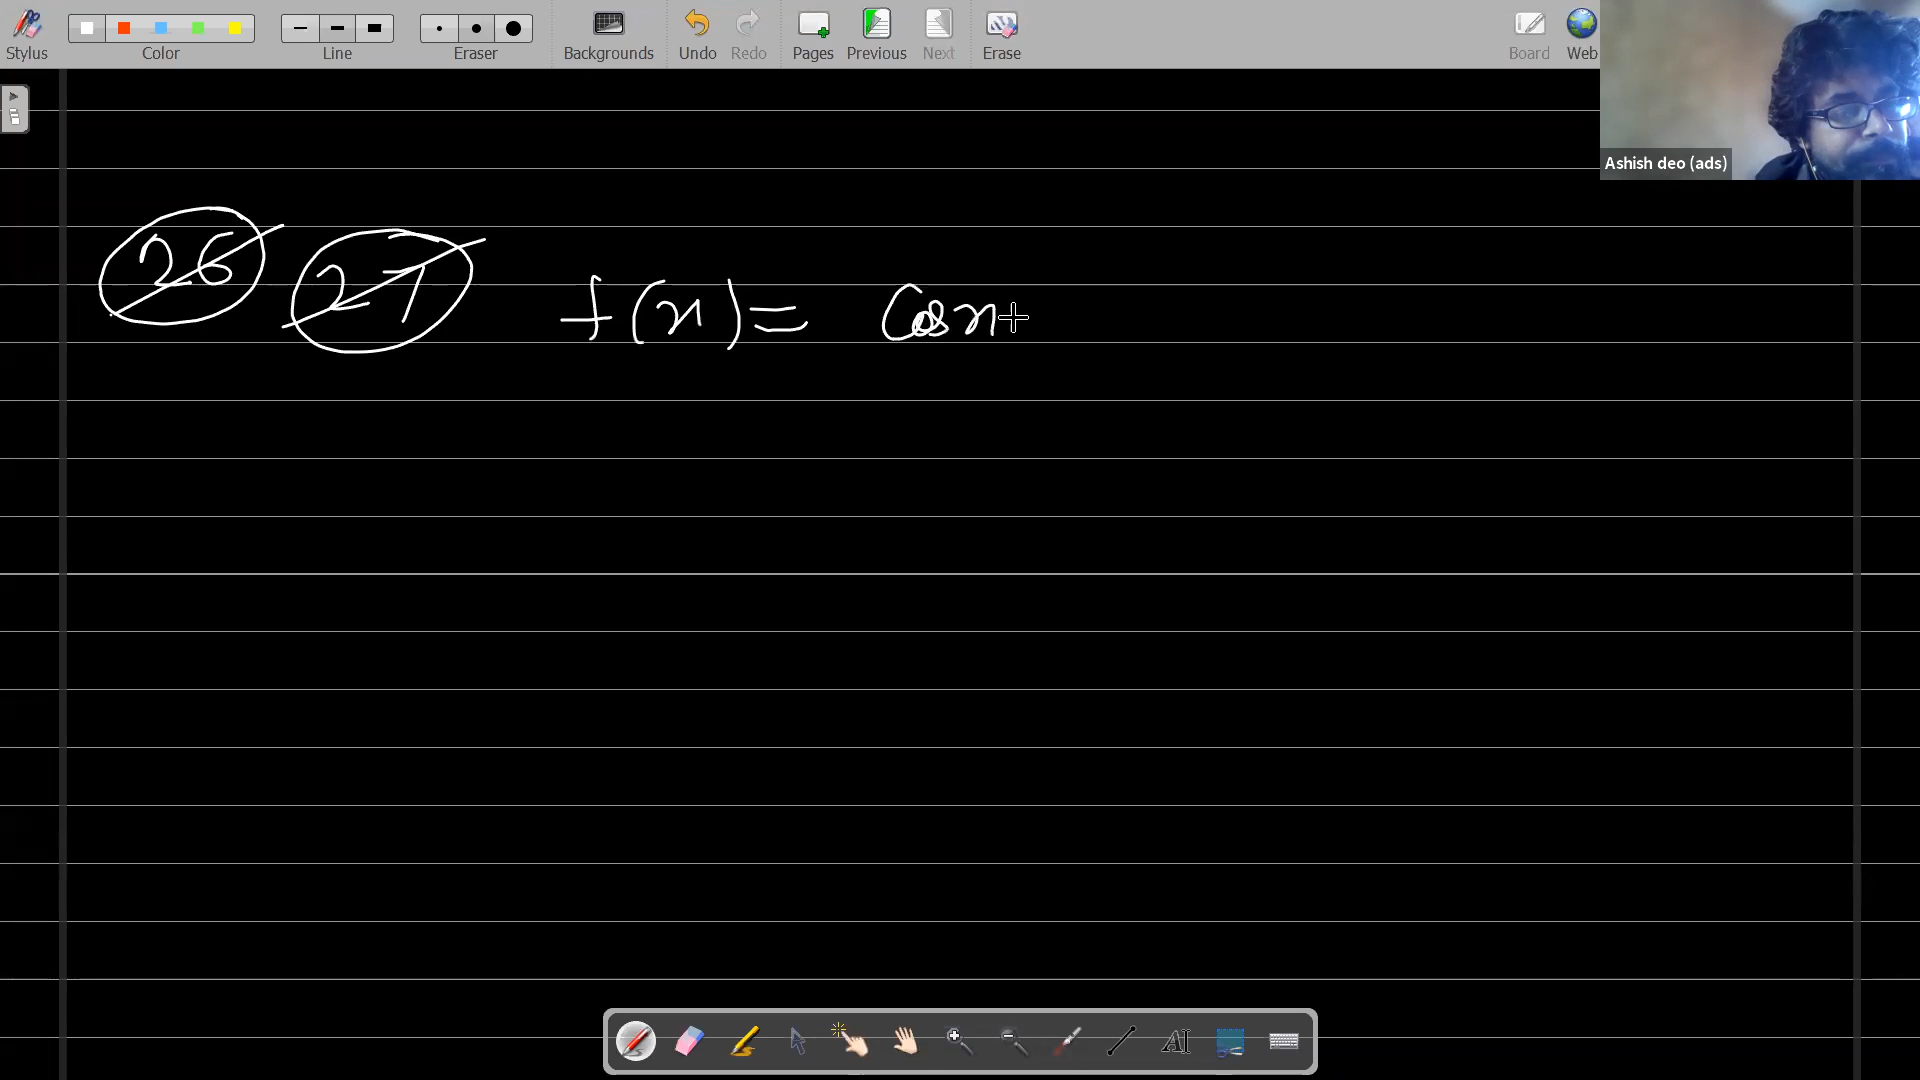 Stylus Color Line Eraser Backgrounds Undo Redo Pages Previous Next Erase Board Web
Ashish deo (ads)
26 27 f(x) = Cosx
AI